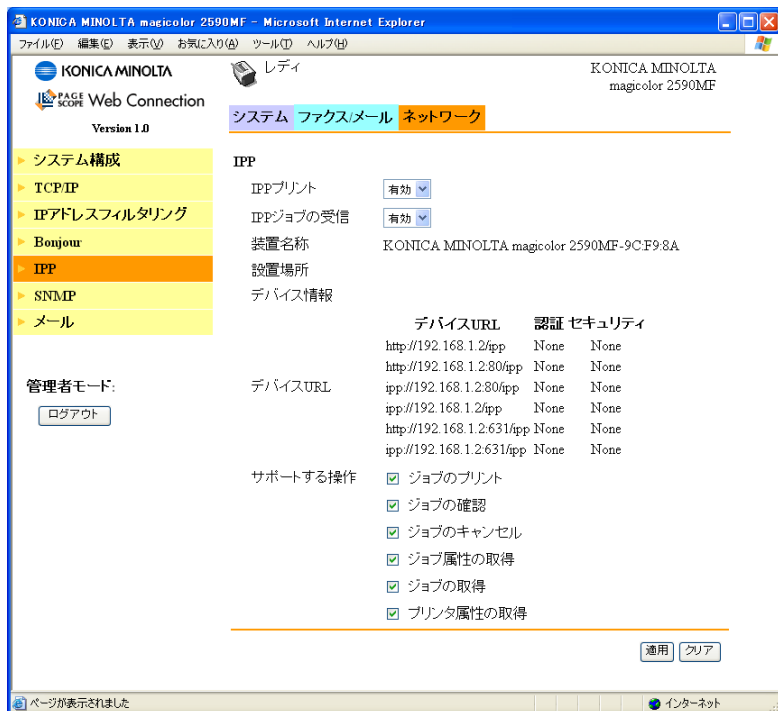 KONICA MINOLTA magicolor 2590MF - Microsoft Internet Explorer
ファイル(F) 編集(E) 表示(V) お気に入り(A) ツール(T) ヘルプ(H)
KONICA MINOLTA
PAGE SCOPE Web Connection
Version 1.0
レディ
KONICA MINOLTA
magicolor 2590MF
システム ファクス/メール ネットワーク
システム構成
TCP/IP
IPアドレスフィルタリング
Bonjour
IPP
SNMP
メール
管理者モード:
ログアウト
IPP
IPPプリント 有効
IPPジョブの受信 有効
装置名称 KONICA MINOLTA magicolor 2590MF-9C:F9:8A
設置場所
デバイス情報
デバイスURL 認証 セキュリティ
http://192.168.1.2/ipp None None
http://192.168.1.2:80/ipp None None
デバイスURL ipp://192.168.1.2:80/ipp None None
ipp://192.168.1.2/ipp None None
http://192.168.1.2:631/ipp None None
ipp://192.168.1.2:631/ipp None None
サポートする操作 ジョブのプリント
ジョブの確認
ジョブのキャンセル
ジョブ属性の取得
ジョブの取得
プリンタ属性の取得
適用 クリア
ページが表示されました インターネット